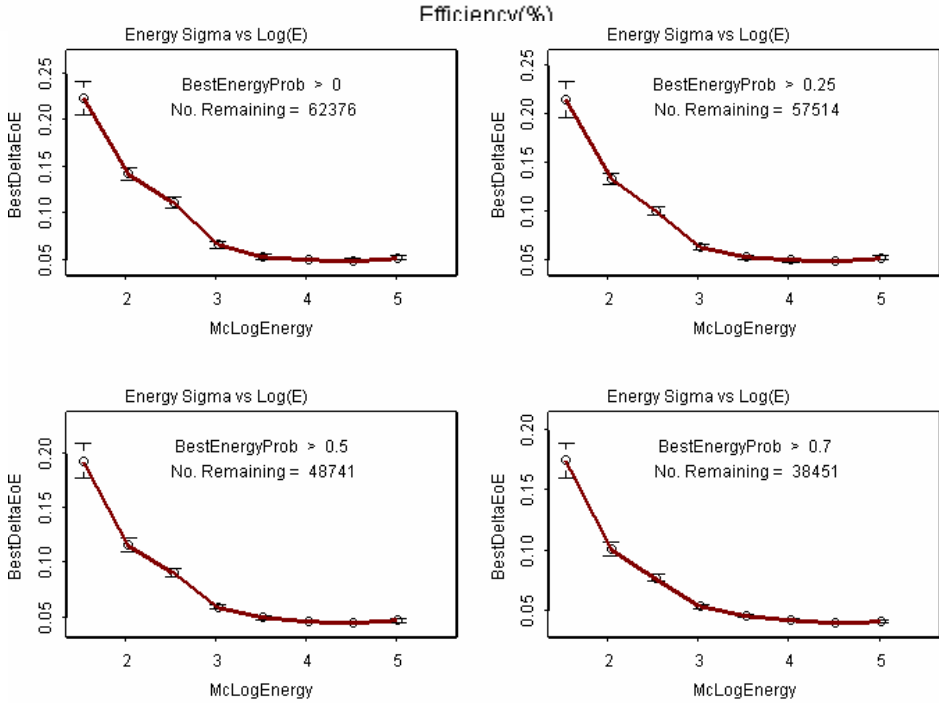 Efficiency(%)
Energy Sigma vs Log(E)
BestEnergyProb > 0
No. Remaining = 62376
BestDeltaEoE
0.25
0.20
0.15
0.10
0.05
2 3 4 5
McLogEnergy
Energy Sigma vs Log(E)
BestEnergyProb > 0.25
No. Remaining = 57514
BestDeltaEoE
0.25
0.20
0.15
0.10
0.05
2 3 4 5
McLogEnergy
Energy Sigma vs Log(E)
BestEnergyProb > 0.5
No. Remaining = 48741
BestDeltaEoE
0.20
0.15
0.10
0.05
2 3 4 5
McLogEnergy
Energy Sigma vs Log(E)
BestEnergyProb > 0.7
No. Remaining = 38451
BestDeltaEoE
0.20
0.15
0.10
0.05
2 3 4 5
McLogEnergy